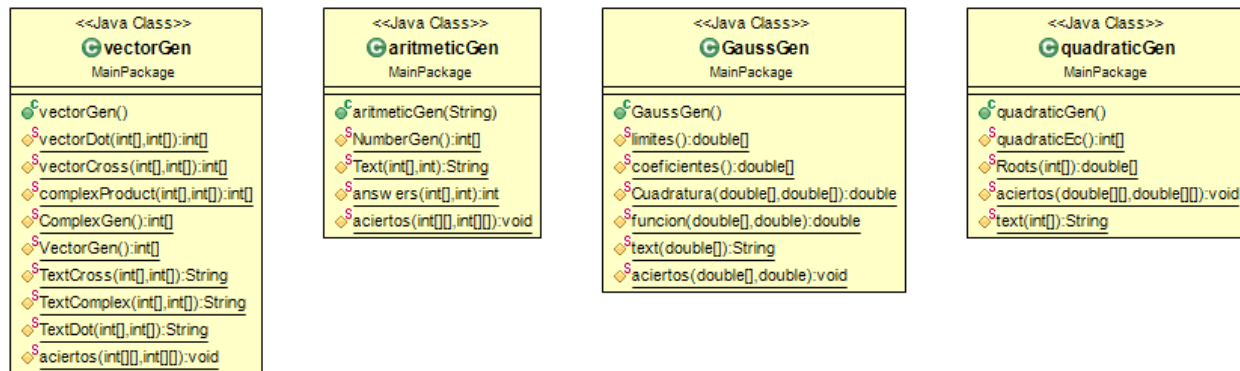 <<Java Class>>
vectorGen
MainPackage
vectorGen()
vectorDot(int[],int[]):int[]
vectorCross(int[],int[]):int[]
complexProduct(int[],int[]):int[]
ComplexGen():int[]
VectorGen():int[]
TextCross(int[],int[]):String
TextComplex(int[],int[]):String
TextDot(int[],int[]):String
aciertos(int[][],int[][]):void
<<Java Class>>
aritmeticGen
MainPackage
aritmeticGen(String)
NumberGen():int[]
Text(int[],int):String
answers(int[],int):int
aciertos(int[][],int[][]):void
<<Java Class>>
GaussGen
MainPackage
GaussGen()
limites():double[]
coeficientes():double[]
Cuadratura(double[],double[]):double
funcion(double[],double):double
text(double[]):String
aciertos(double[],double):void
<<Java Class>>
quadraticGen
MainPackage
quadraticGen()
quadraticEc():int[]
Roots(int[]):double[]
aciertos(double[][],double[][]):void
text(int[]):String